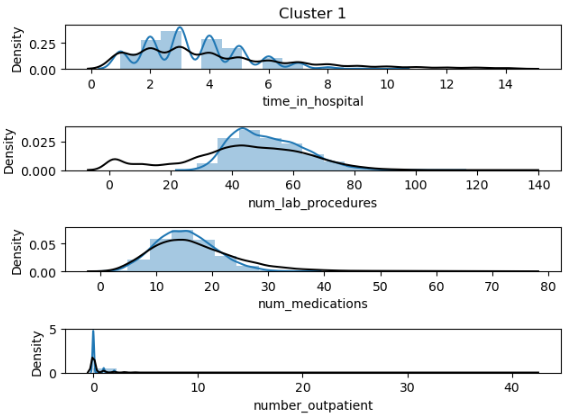 Cluster 1
Density
0.25
0.00
0 2 4 6 8 10 12 14
time_in_hospital
Density
0.025
0.000
0 20 40 60 80 100 120 140
num_lab_procedures
Density
0.05
0.00
0 10 20 30 40 50 60 70 80
num_medications
Density
5
0
0 10 20 30 40
number_outpatient